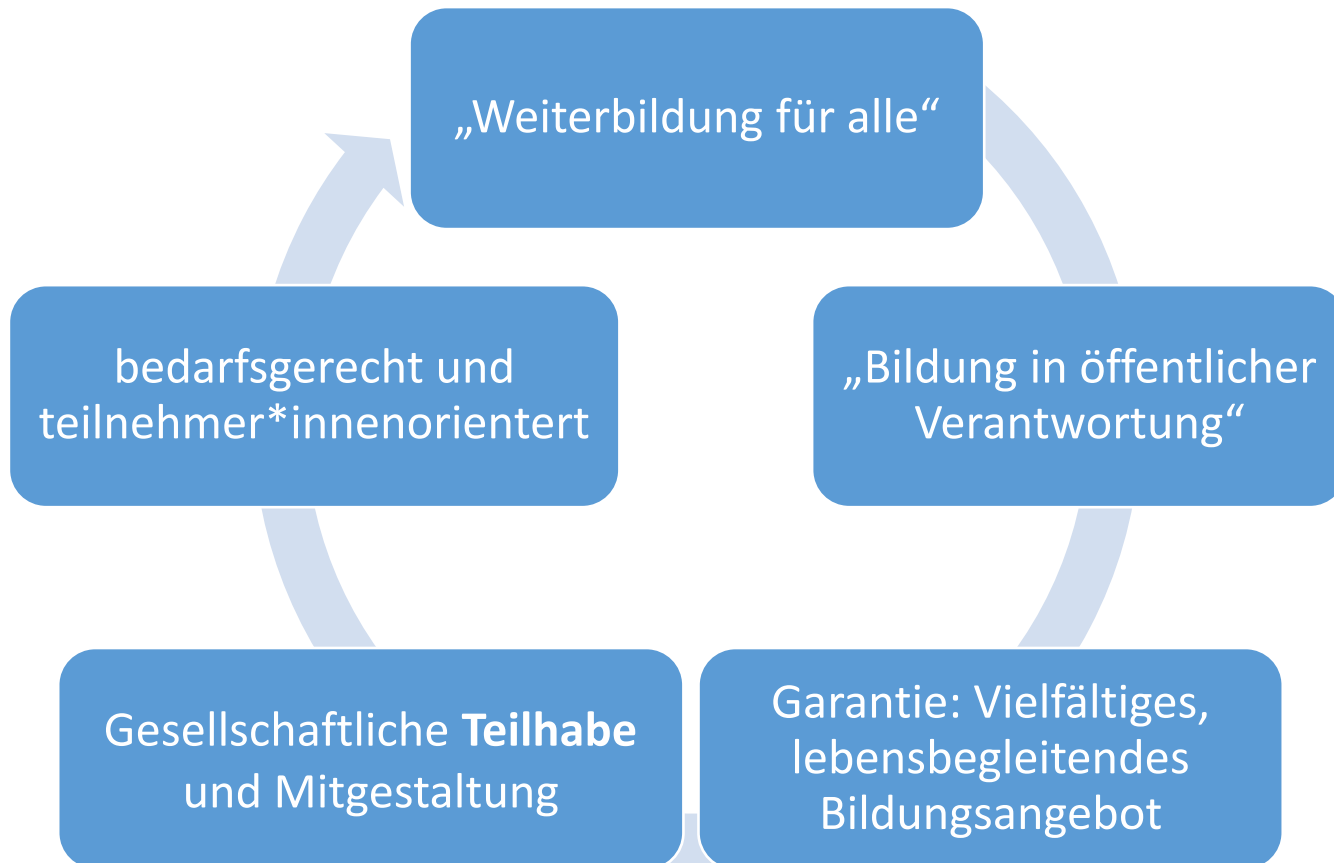 „Weiterbildung für alle“
„Bildung in öffentlicher
Verantwortung“
Garantie: Vielfältiges,
lebensbegleitendes
Bildungsangebot
Gesellschaftliche Teilhabe
und Mitgestaltung
bedarfsgerecht und
teilnehmer*innenorientert